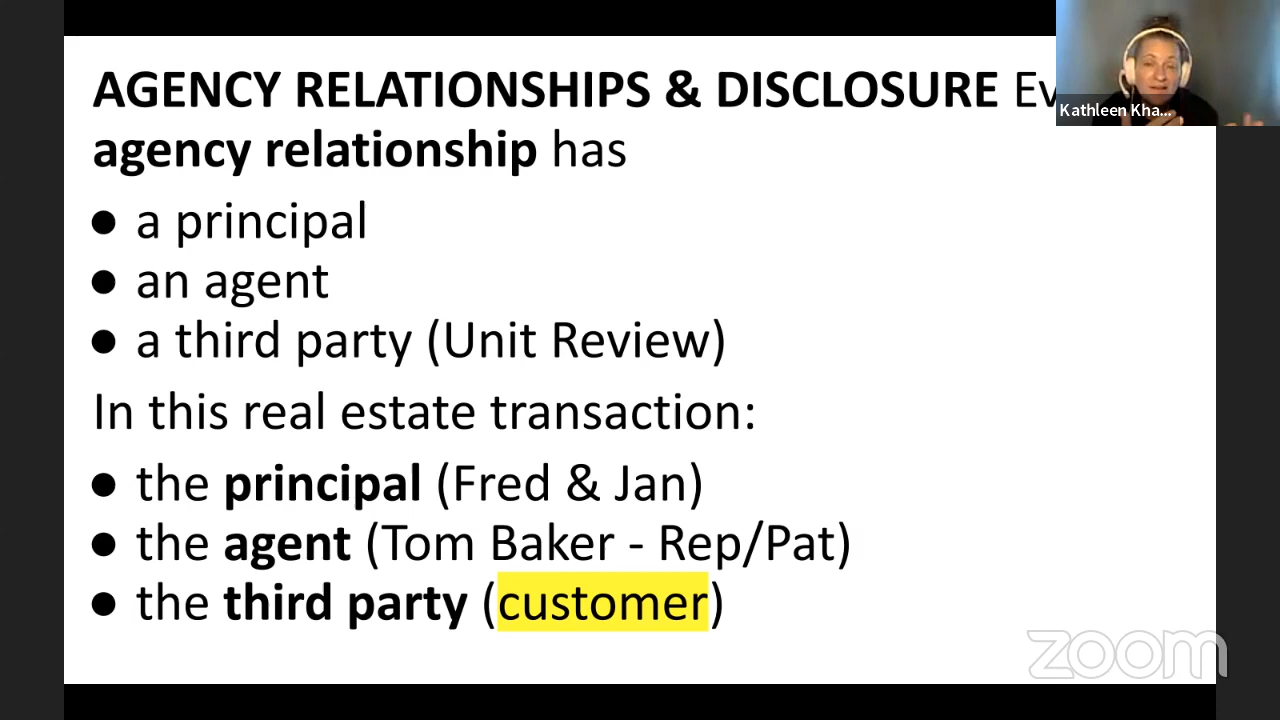 AGENCY RELATIONSHIPS & DISCLOSURE Ev
agency relationship has
● a principal
● an agent
● a third party (Unit Review)
In this real estate transaction:
● the principal (Fred & Jan)
● the agent (Tom Baker - Rep/Pat)
● the third party (customer)
Kathleen Kha...
zoom